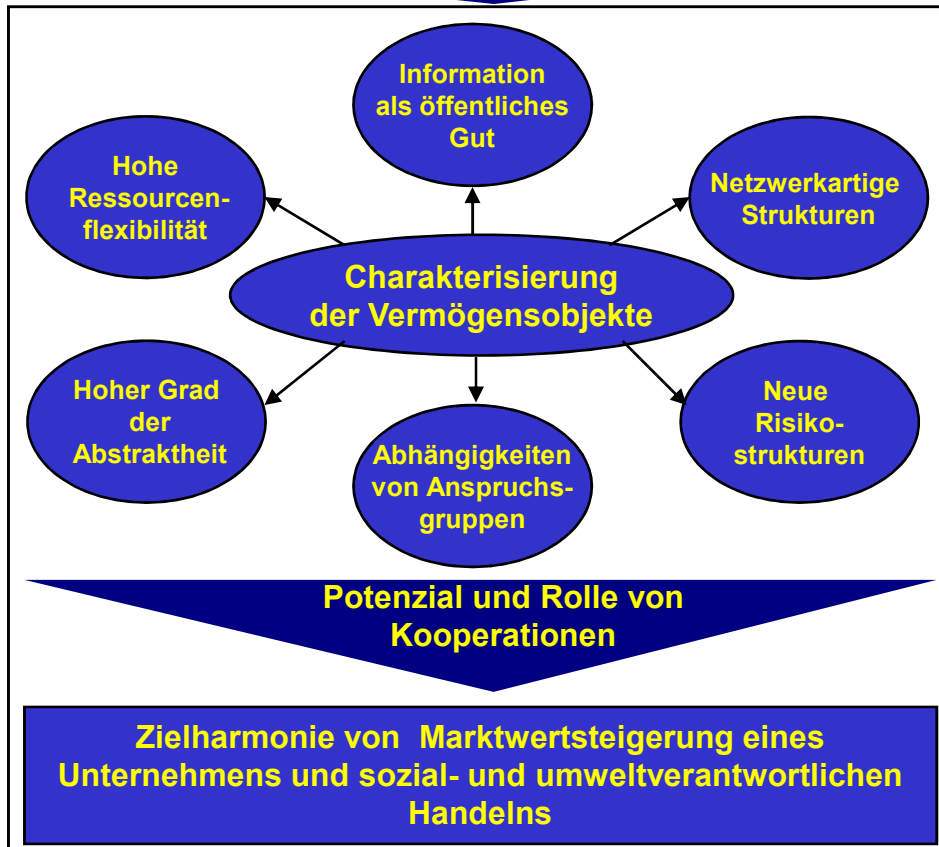 Information
als öffentliches
Gut
Hohe
Ressourcen-
flexibilität
Netzwerkartige
Strukturen
Charakterisierung
der Vermögensobjekte
Hoher Grad
der
Abstraktheit
Abhängigkeiten
von Anspruchs-
gruppen
Neue
Risiko-
strukturen
Potenzial und Rolle von
Kooperationen
Zielharmonie von Marktwertsteigerung eines
Unternehmens und sozial- und umweltverantwortlichen
Handelns